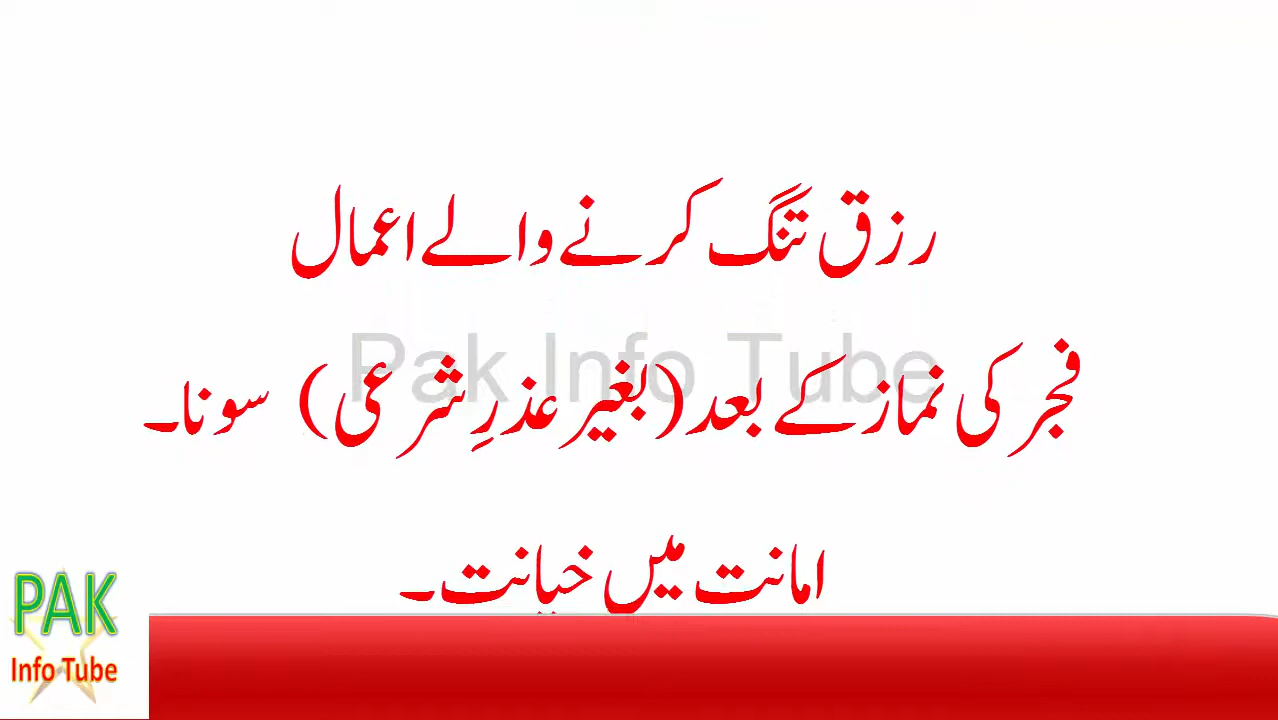 رزق تنگ کرنے والے اعمال
Pak Info Tube
فجر کی نماز کے بعد (بغیر عذرِ شرعی) سونا۔
امانت میں خیانت۔
PAK
Info Tube